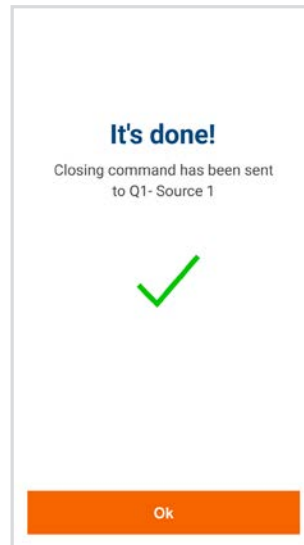 It's done!
Closing command has been sent
to Q1- Source 1
Ok